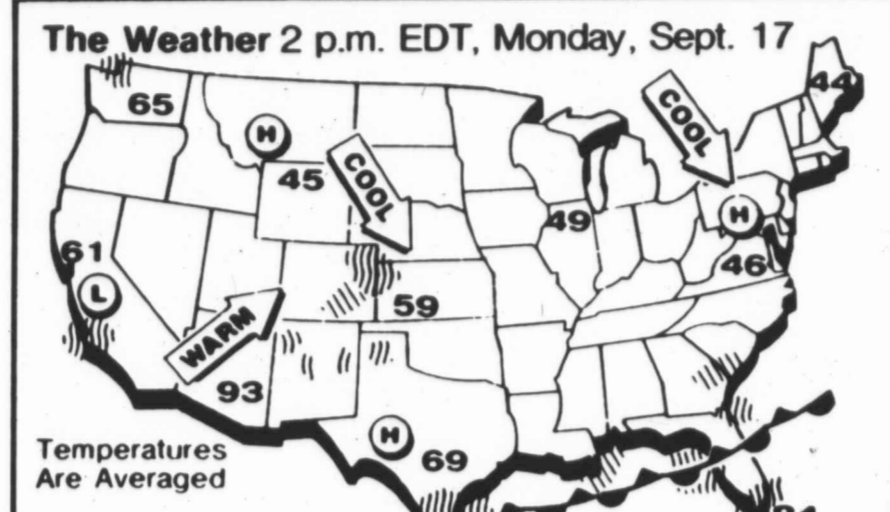 The Weather 2 p.m. EDT, Monday, Sept. 17
44
65
COOL
H
COOL
45
H
49
61
46
L
59
WARM
93
H
69
Temperatures
Are Averaged